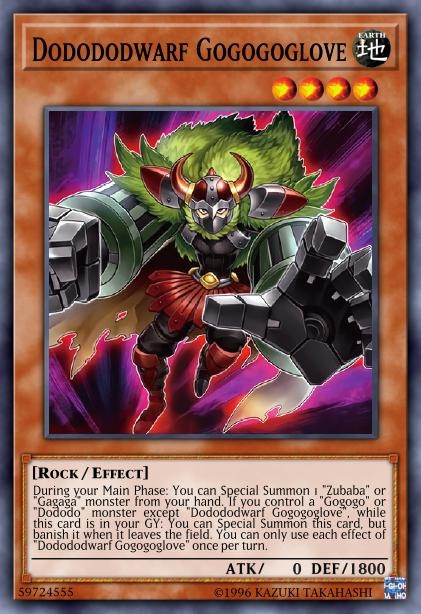 DODODODWARF GOGOGOGLOVE
EARTH
地
[ROCK / EFFECT]
During your Main Phase: You can Special Summon 1 "Zubaba" or
"Gagaga" monster from your hand. If you control a "Gogogo" or
"Dododo" monster except "Dodododwarf Gogogoglove", while
this card is in your GY: You can Special Summon this card, but
banish it when it leaves the field. You can only use each effect of
"Dodododwarf Gogogoglove" once per turn.
ATK/ 0 DEF/1800
59724555
©1996 KAZUKI TAKAHASHI